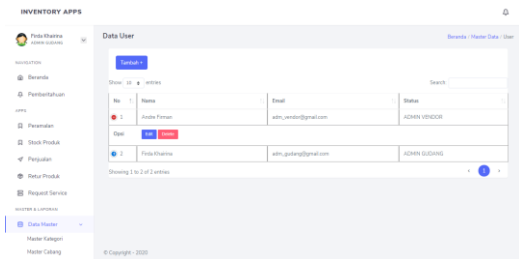 INVENTORY APPS
Finda Khairina
ADMIN GUDANG
NAVIGATION
Beranda
Pemberitahuan
APPS
Peramalan
Stock Produk
Penjualan
Retur Produk
Request Service
MASTER & LAPORAN
Data Master
Master Kategori
Master Cabang
Data User
Beranda / Master Data / User
Tambah +
Show 10 entries
Search:
No Nama Email Status
1 Andre Firman adm_vendor@gmail.com ADMIN VENDOR
Opsi Edit Delete
2 Finda Khairina adm_gudang@gmail.com ADMIN GUDANG
Showing 1 to 2 of 2 entries
1
© Copyright - 2020